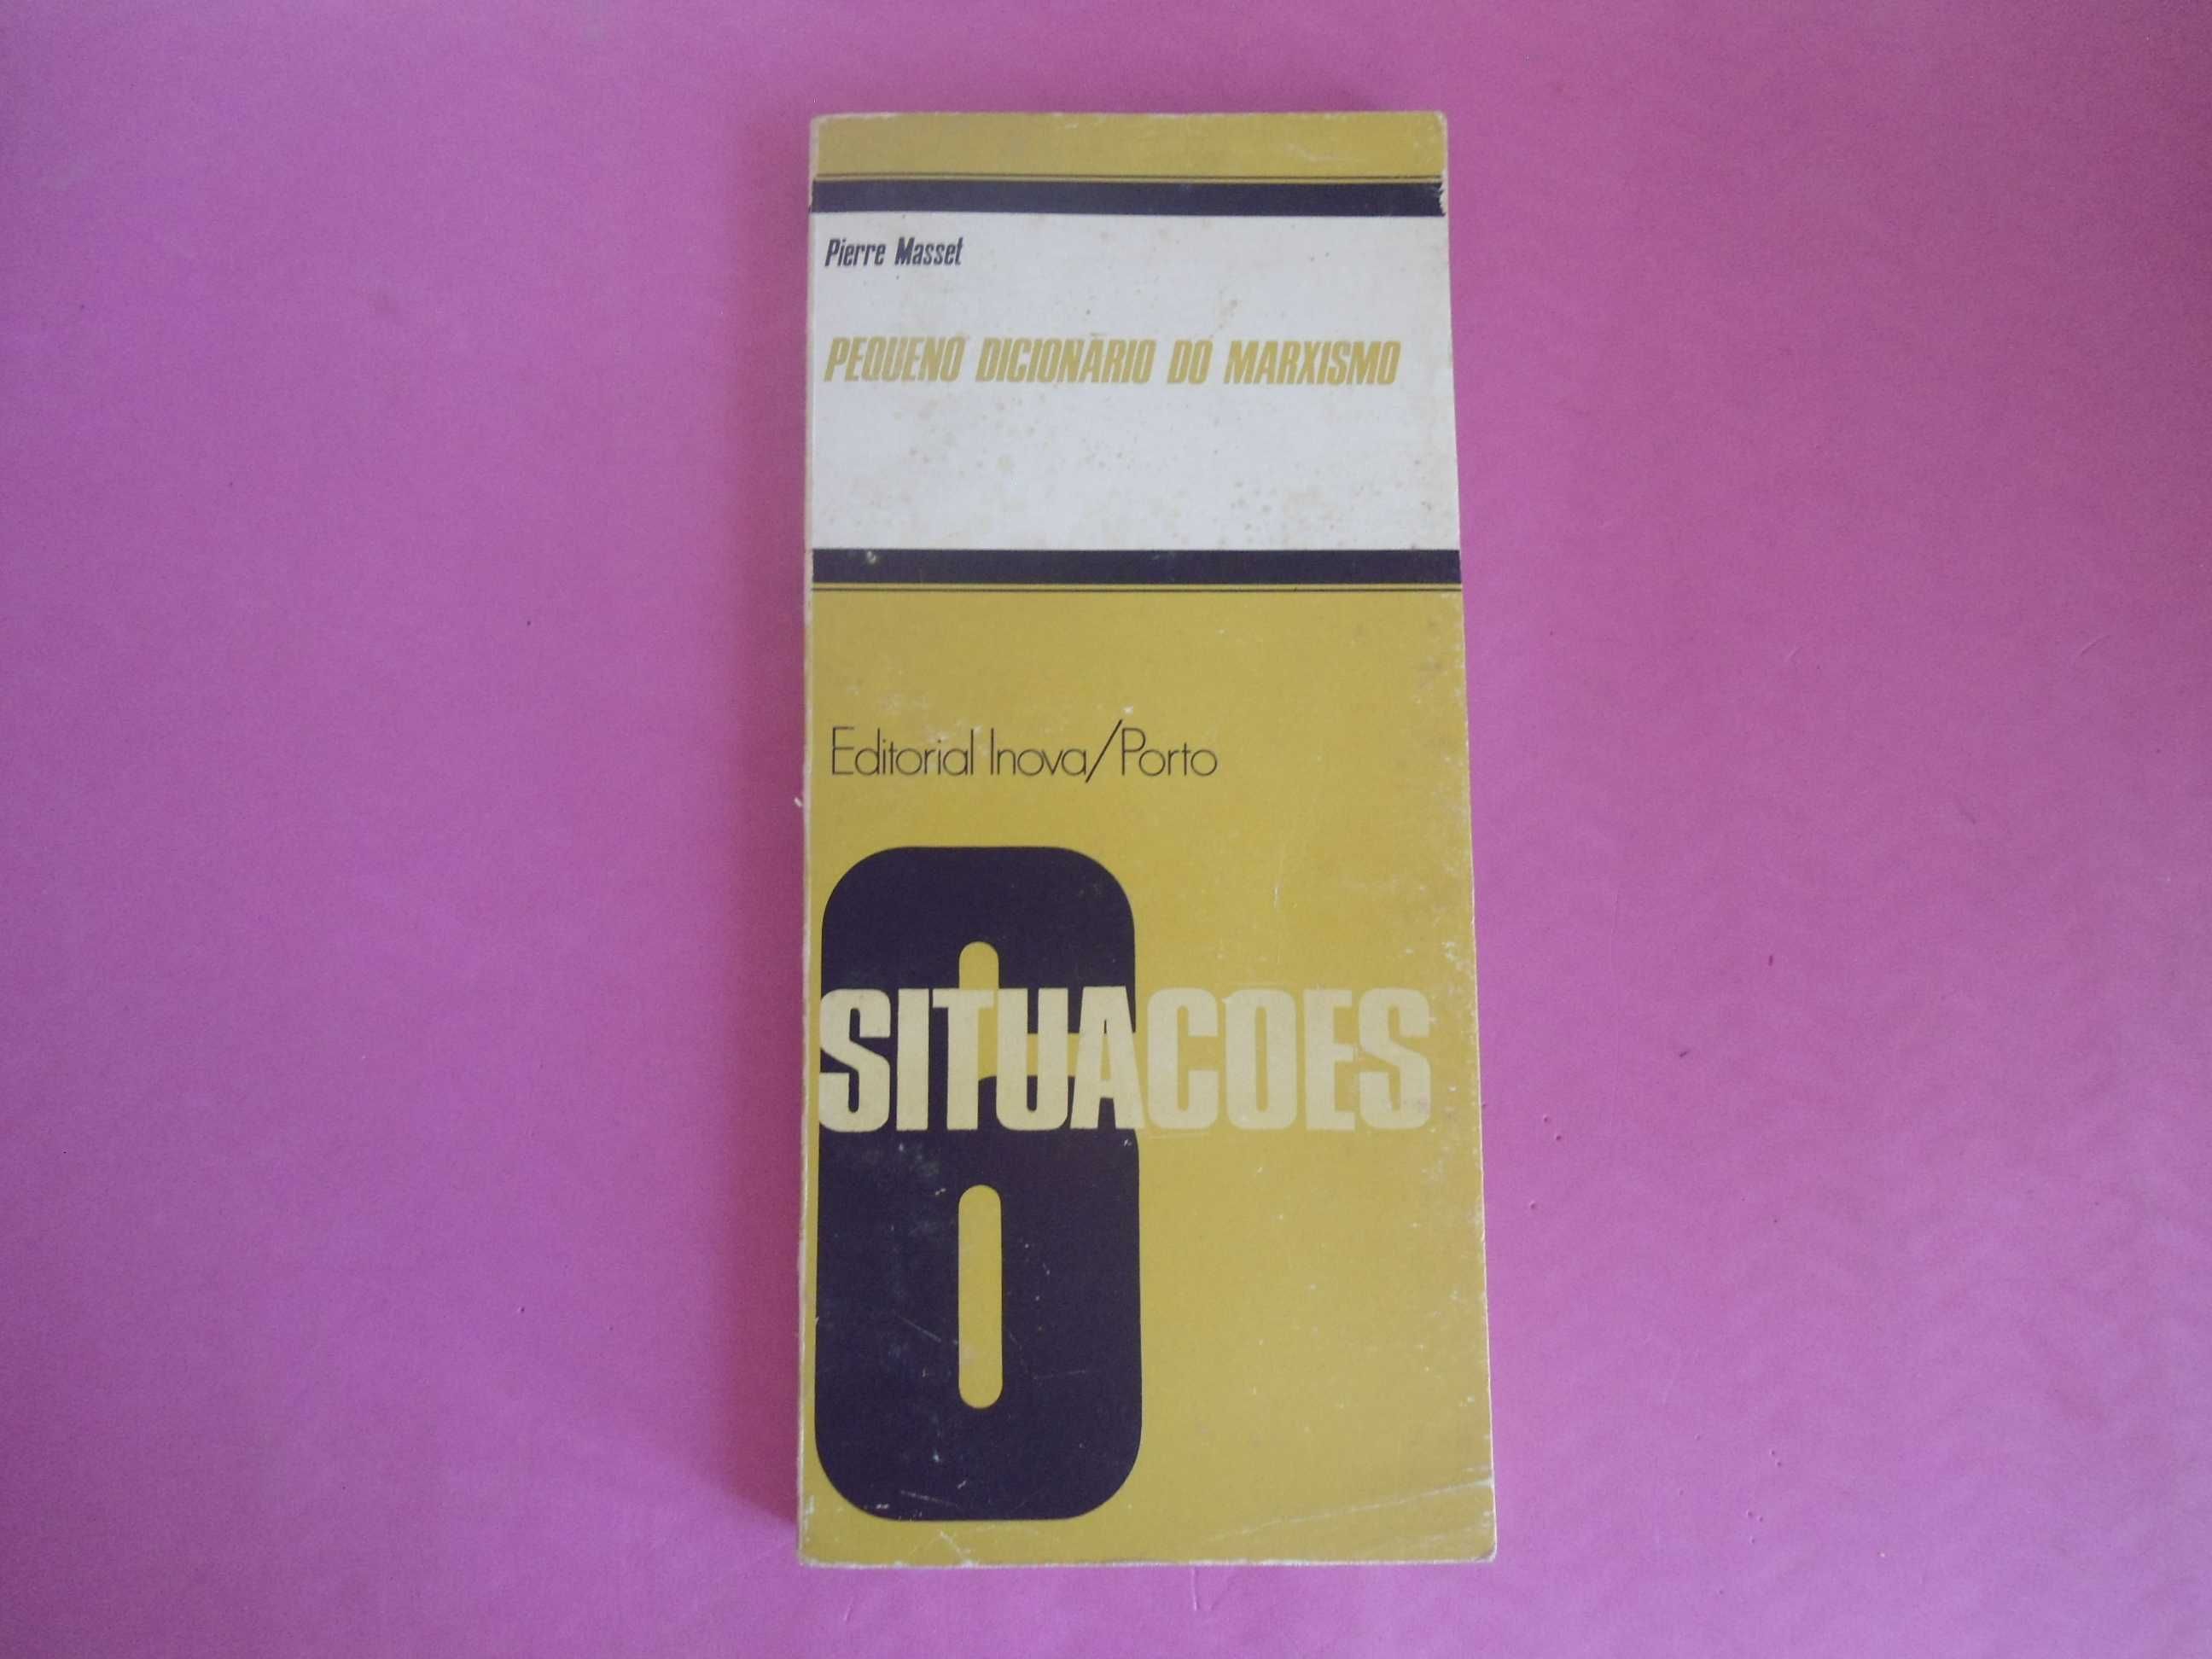 Pierre Masset
PEQUENO DICIONÁRIO DO MARXISMO
Editorial Inova/Porto
6
SITUACOES